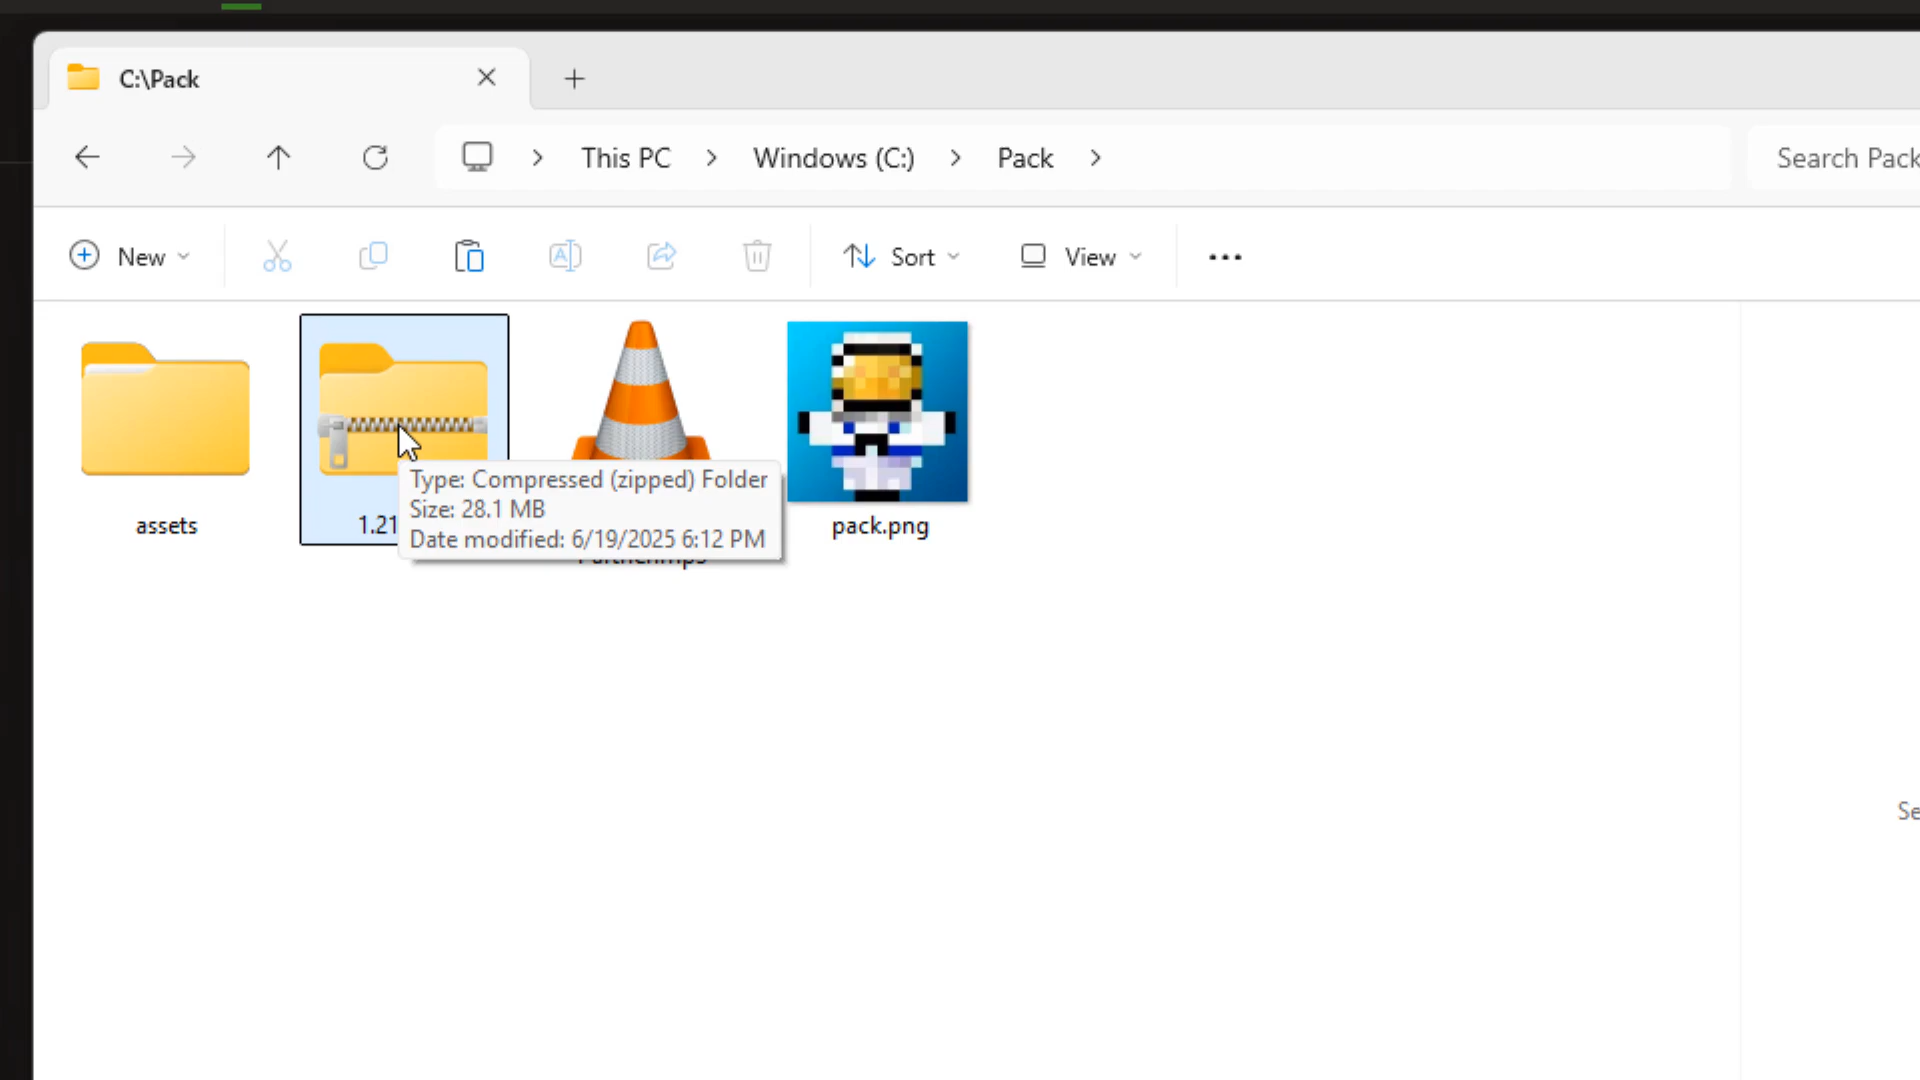 C:\Pack
This PC
Windows (C:)
Pack
Search Pack
New
Sort
View
assets
1.21
Type: Compressed (zipped) Folder
Size: 28.1 MB
Date modified: 6/19/2025 6:12 PM
pack.png
Se